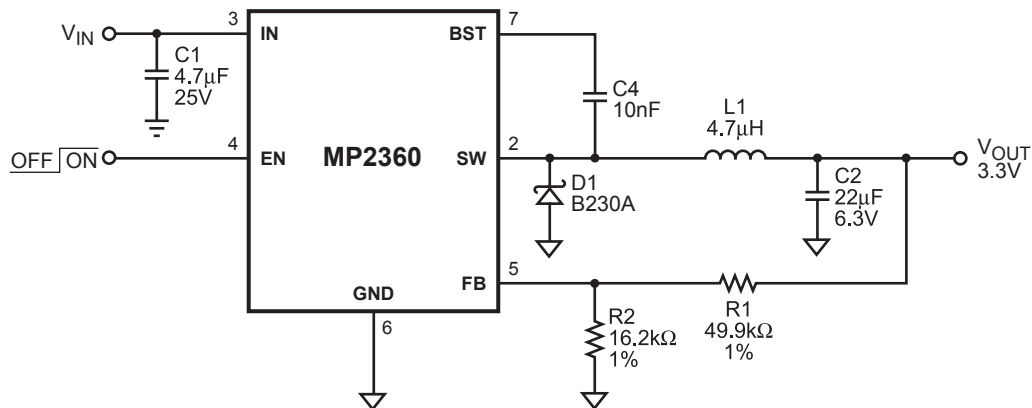 7
3
V_IN
IN
BST
C1
4.7µF
25V
C4
10nF
L1
4.7µH
4
2
OFF ON
EN
MP2360
SW
V_OUT
3.3V
D1
B230A
C2
22µF
6.3V
5
FB
GND
6
R2
16.2kΩ
1%
R1
49.9kΩ
1%